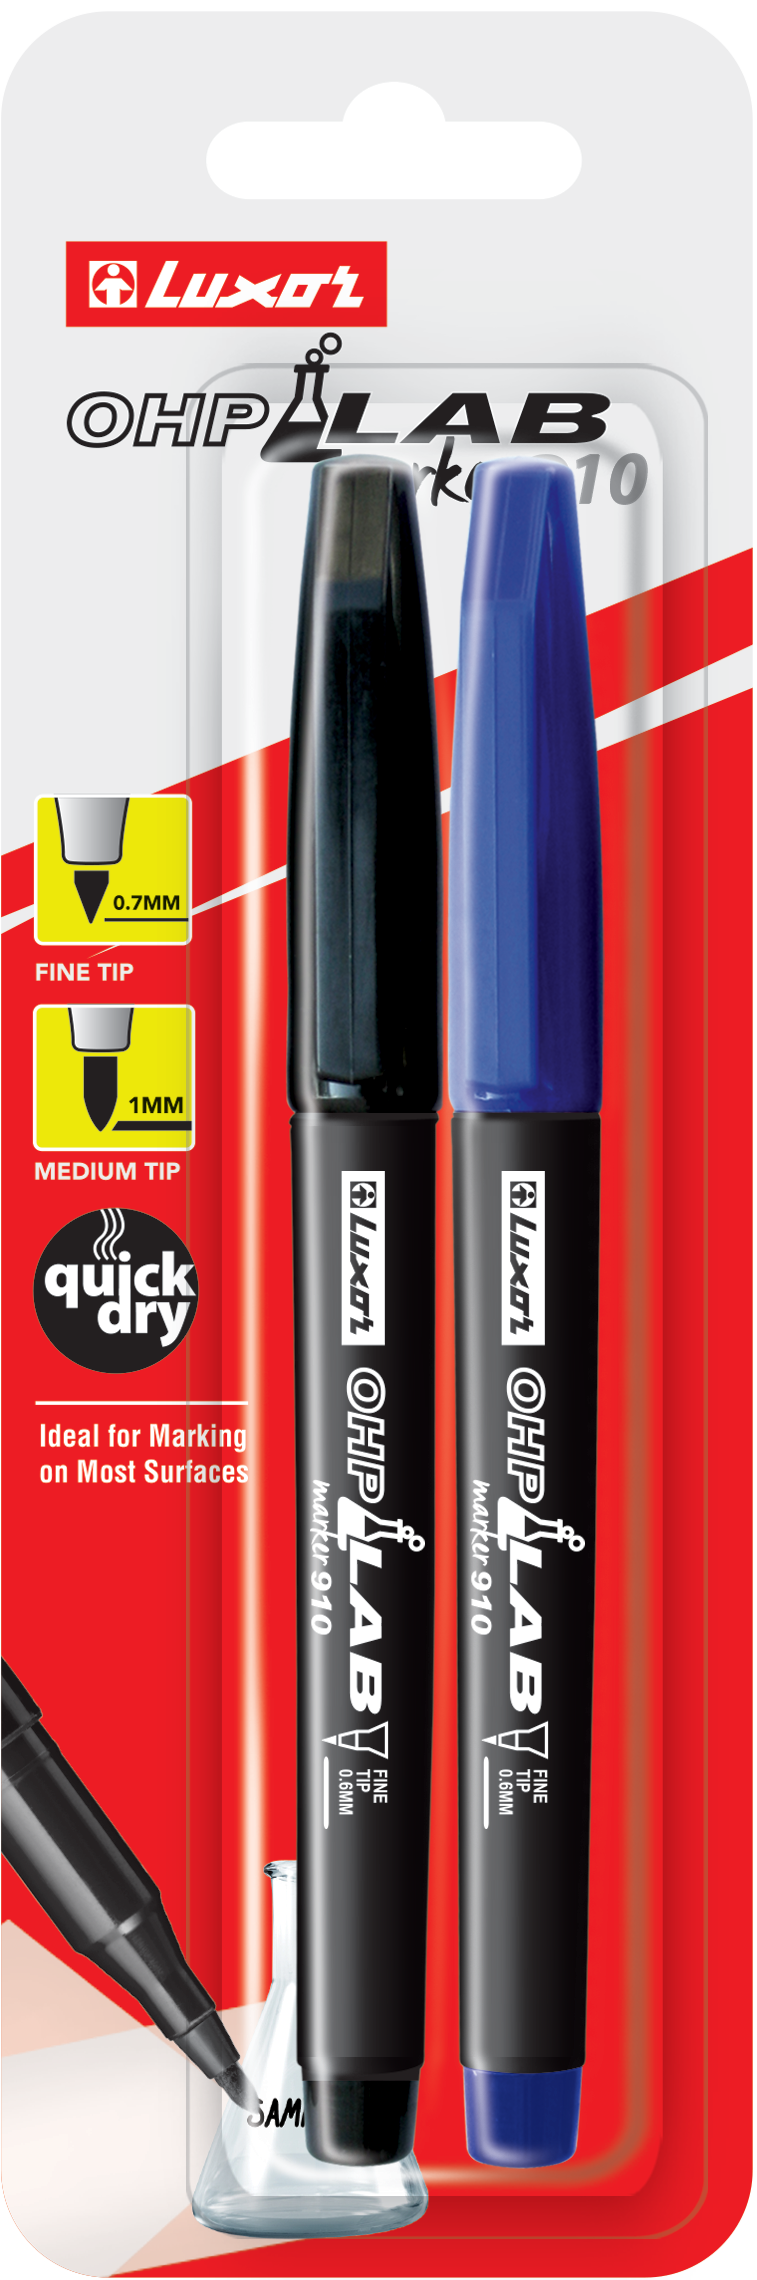 Luxor
OHP LAB
910
0.7MM
FINE TIP
1MM
MEDIUM TIP
quick
dry
Ideal for Marking
on Most Surfaces
Luxor
OHP LAB
marker 910
FINE
TIP
0.6MM
Luxor
OHP LAB
marker 910
FINE
TIP
0.6MM